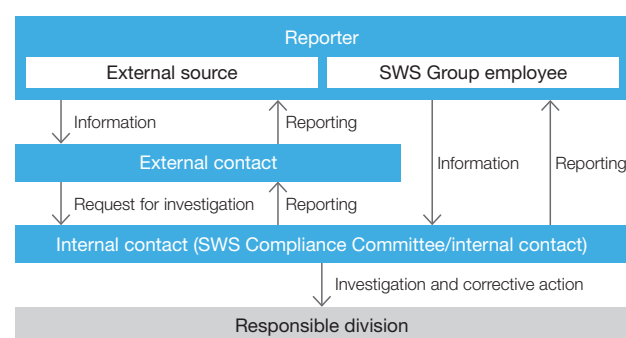 Reporter
External source
SWS Group employee
Information
Reporting
External contact
Information
Reporting
Request for investigation
Reporting
Internal contact (SWS Compliance Committee/internal contact)
Investigation and corrective action
Responsible division